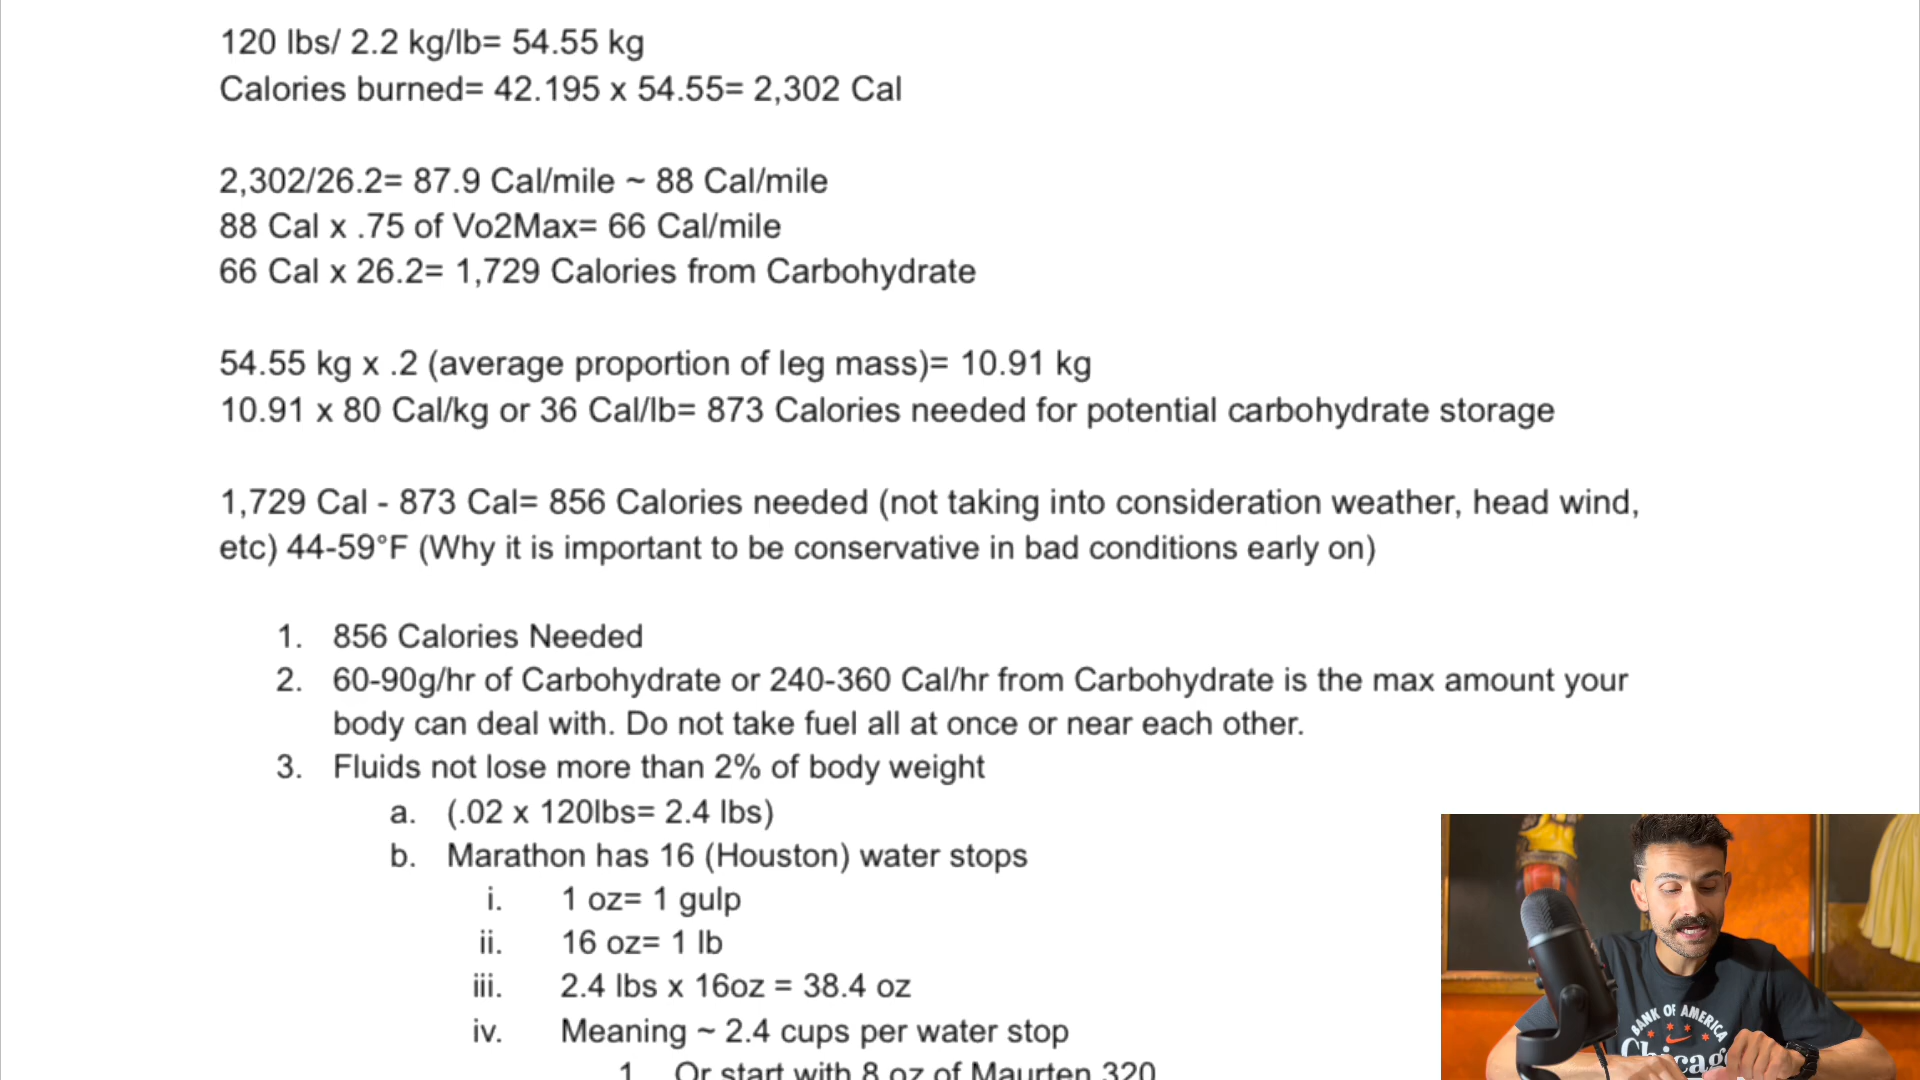 120 lbs/ 2.2 kg/lb= 54.55 kg
Calories burned= 42.195 x 54.55= 2,302 Cal
2,302/26.2= 87.9 Cal/mile ~ 88 Cal/mile
88 Cal x .75 of Vo2Max= 66 Cal/mile
66 Cal x 26.2= 1,729 Calories from Carbohydrate
54.55 kg x .2 (average proportion of leg mass)= 10.91 kg
10.91 x 80 Cal/kg or 36 Cal/lb= 873 Calories needed for potential carbohydrate storage
1,729 Cal - 873 Cal= 856 Calories needed (not taking into consideration weather, head wind,
etc) 44-59°F (Why it is important to be conservative in bad conditions early on)
1. 856 Calories Needed
2. 60-90g/hr of Carbohydrate or 240-360 Cal/hr from Carbohydrate is the max amount your
body can deal with. Do not take fuel all at once or near each other.
3. Fluids not lose more than 2% of body weight
a. (.02 x 120lbs= 2.4 lbs)
b. Marathon has 16 (Houston) water stops
i. 1 oz= 1 gulp
ii. 16 oz= 1 lb
iii. 2.4 lbs x 16oz = 38.4 oz
iv. Meaning ~ 2.4 cups per water stop
1. Or start with 8 oz of Maurten 320
BANK OF AMERICA
Chicago